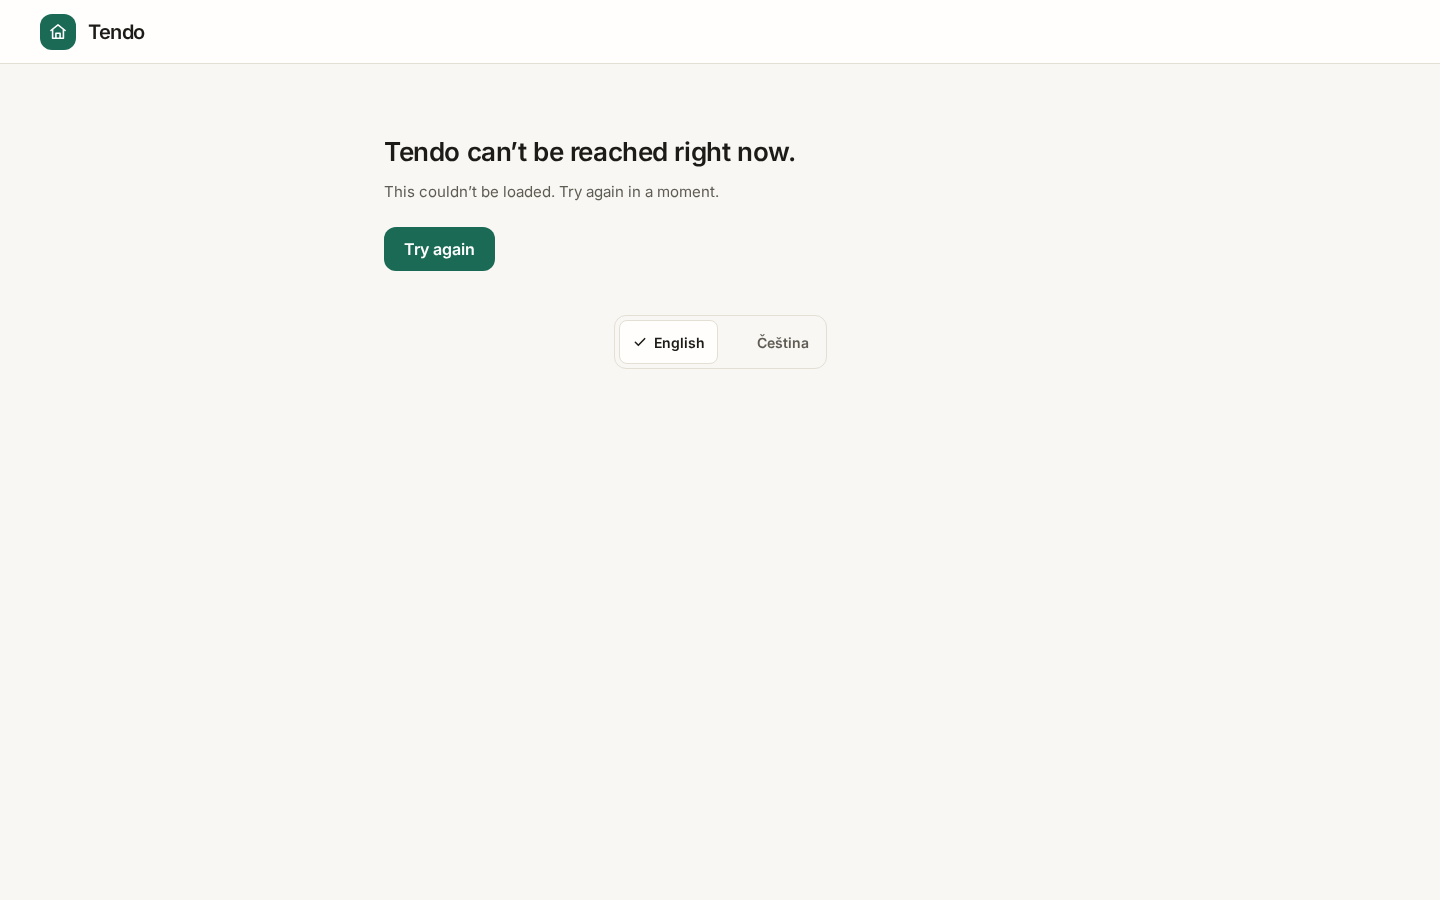 Tendo
Tendo can’t be reached right now.
This couldn’t be loaded. Try again in a moment.
Try again
English
Čeština